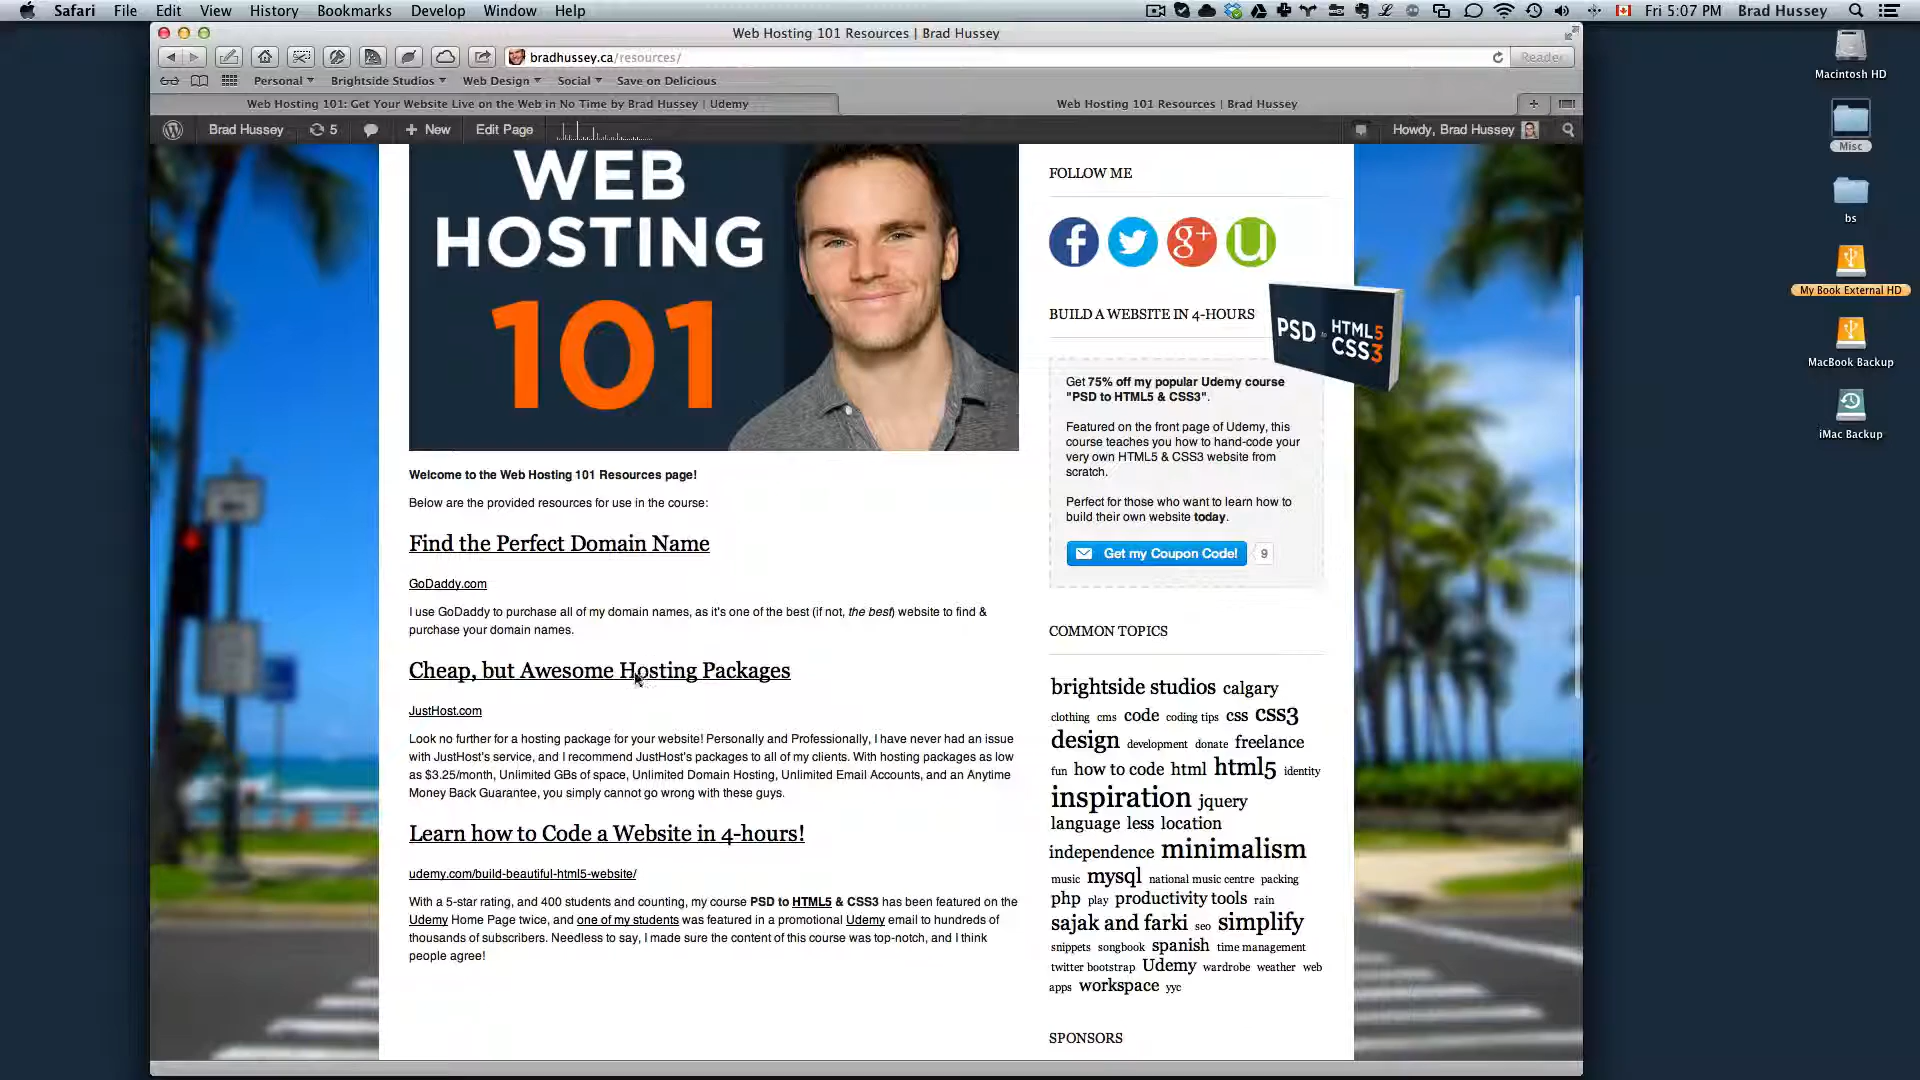 Safari File Edit View History Bookmarks Develop Window Help
Fri 5:07 PM Brad Hussey
Web Hosting 101 Resources | Brad Hussey
bradhussey.ca/resources/
Reader
Personal Brightside Studios Web Design Social Save on Delicious
Web Hosting 101: Get Your Website Live on the Web in No Time by Brad Hussey | Udemy
Web Hosting 101 Resources | Brad Hussey
Brad Hussey 5 + New Edit Page
Howdy, Brad Hussey
WEB
HOSTING
101
Welcome to the Web Hosting 101 Resources page!
Below are the provided resources for use in the course:
Find the Perfect Domain Name
GoDaddy.com
I use GoDaddy to purchase all of my domain names, as it's one of the best (if not, the best) website to find &
purchase your domain names.
Cheap, but Awesome Hosting Packages
JustHost.com
Look no further for a hosting package for your website! Personally and Professionally, I have never had an issue
with JustHost's service, and I recommend JustHost's packages to all of my clients. With hosting packages as low
as $3.25/month, Unlimited GBs of space, Unlimited Domain Hosting, Unlimited Email Accounts, and an Anytime
Money Back Guarantee, you simply cannot go wrong with these guys.
Learn how to Code a Website in 4-hours!
udemy.com/build-beautiful-html5-website/
With a 5-star rating, and 400 students and counting, my course PSD to HTML5 & CSS3 has been featured on the
Udemy Home Page twice, and one of my students was featured in a promotional Udemy email to hundreds of
thousands of subscribers. Needless to say, I made sure the content of this course was top-notch, and I think
people agree!
FOLLOW ME
f g+ u
BUILD A WEBSITE IN 4-HOURS
PSD to HTML5
CSS3
Get 75% off my popular Udemy course
"PSD to HTML5 & CSS3".
Featured on the front page of Udemy, this
course teaches you how to hand-code your
very own HTML5 & CSS3 website from
scratch.
Perfect for those who want to learn how to
build their own website today.
Get my Coupon Code! 9
COMMON TOPICS
brightside studios calgary
clothing cms code coding tips css css3
design development donate freelance
fun how to code html html5 identity
inspiration jquery
language less location
independence minimalism
music mysql national music centre packing
php play productivity tools rain
sajak and farki seo simplify
snippets songbook spanish time management
twitter bootstrap Udemy wardrobe weather web
apps workspace yyc
SPONSORS
Macintosh HD
Misc
bs
My Book External HD
MacBook Backup
iMac Backup